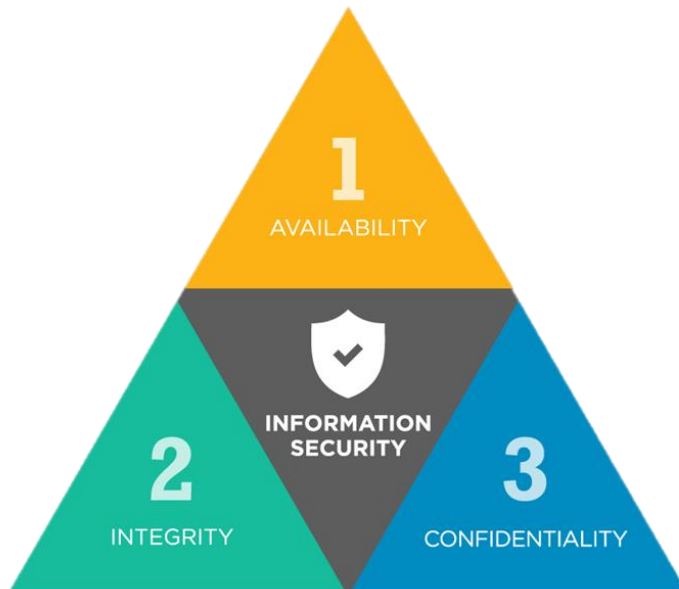 1
AVAILABILITY
INFORMATION
SECURITY
2
INTEGRITY
3
CONFIDENTIALITY